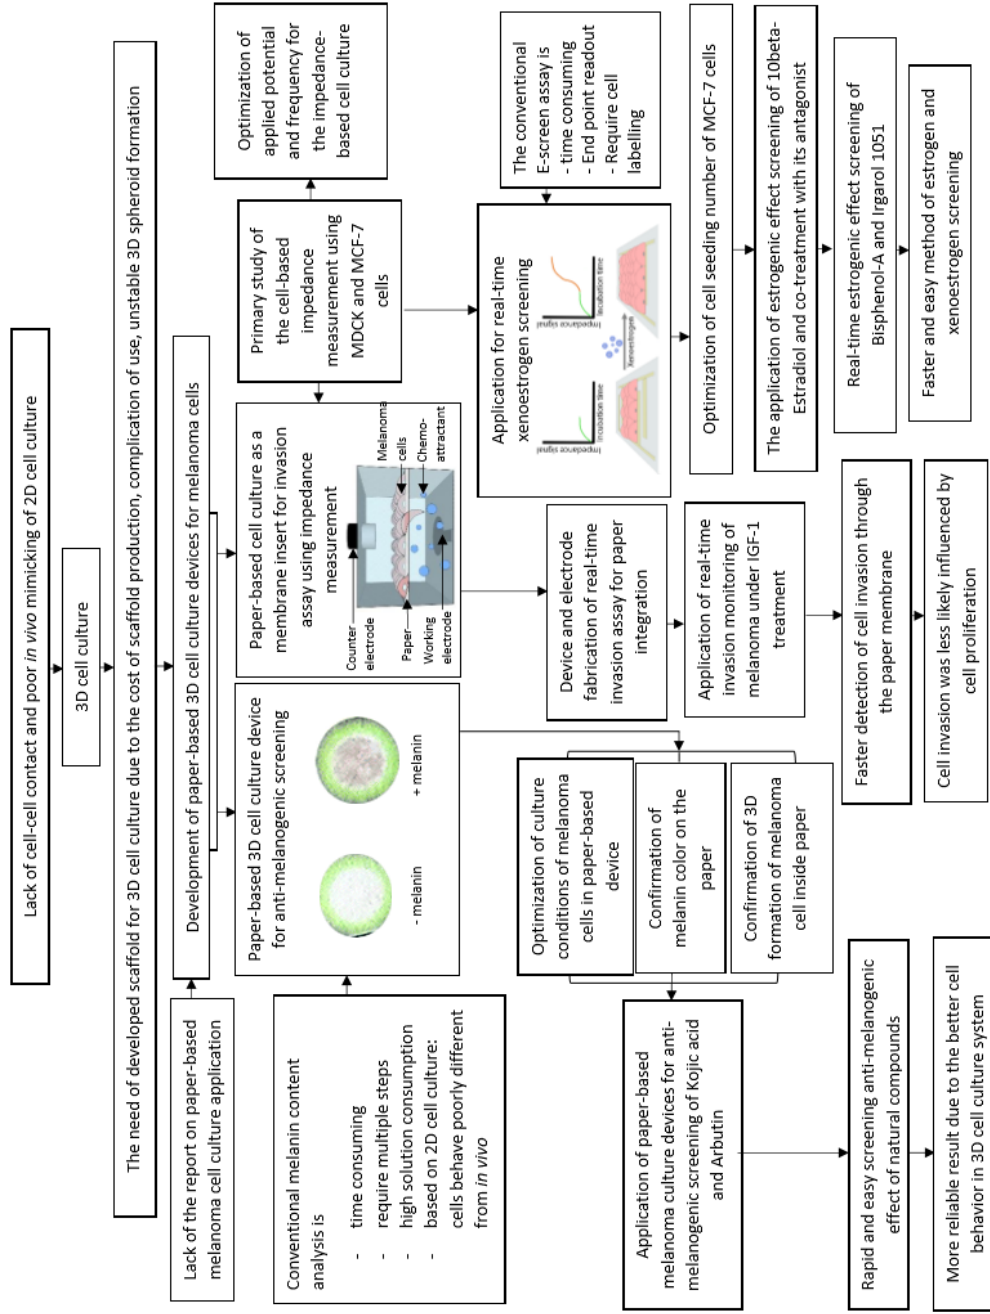 Lack of cell-cell contact and poor in vivo mimicking of 2D cell culture
3D cell culture
The need of developed scaffold for 3D cell culture due to the cost of scaffold production, complication of use, unstable 3D spheroid formation
Lack of the report on paper-based
melanoma cell culture application
Development of paper-based 3D cell culture devices for melanoma cells
Conventional melanin content
analysis is
- time consuming
- require multiple steps
- high solution consumption
- based on 2D cell culture:
cells behave poorly different
from in vivo
Paper-based 3D cell culture device
for anti-melanogenic screening
- melanin
+ melanin
Paper-based cell culture as a
membrane insert for invasion
assay using impedance
measurement
Counter
electrode
Paper
Working
electrode
Melanoma
cells
Chemo-
attractant
Primary study of
the cell-based
impedance
measurement using
MDCK and MCF-7
cells
Optimization of
applied potential
and frequency for
the impedance-
based cell culture
The conventional
E-screen assay is
- time consuming
- End point readout
- Require cell
labelling
Application for real-time
xenoestrogen screening
Impedance signal
Incubation time
Xenoestrogen
Impedance signal
Incubation time
Optimization of culture
conditions of melanoma
cells in paper-based
device
Confirmation of
melanin color on the
paper
Confirmation of 3D
formation of melanoma
cell inside paper
Application of paper-based
melanoma culture devices for anti-
melanogenic screening of Kojic acid
and Arbutin
Rapid and easy screening anti-melanogenic
effect of natural compounds
More reliable result due to the better cell
behavior in 3D cell culture system
Device and electrode
fabrication of real-time
invasion assay for paper
integration
Application of real-time
invasion monitoring of
melanoma under IGF-1
treatment
Faster detection of cell invasion through
the paper membrane
Cell invasion was less likely influenced by
cell proliferation
Optimization of cell seeding number of MCF-7 cells
The application of estrogenic effect screening of 10beta-
Estradiol and co-treatment with its antagonist
Real-time estrogenic effect screening of
Bisphenol-A and Irgarol 1051
Faster and easy method of estrogen and
xenoestrogen screening